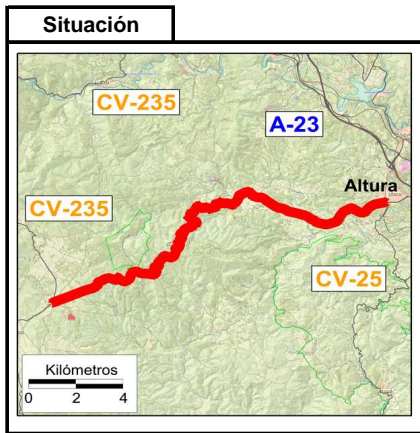 Situación
CV-235
A-23
Altura
CV-235
CV-25
Kilómetros
0 2 4